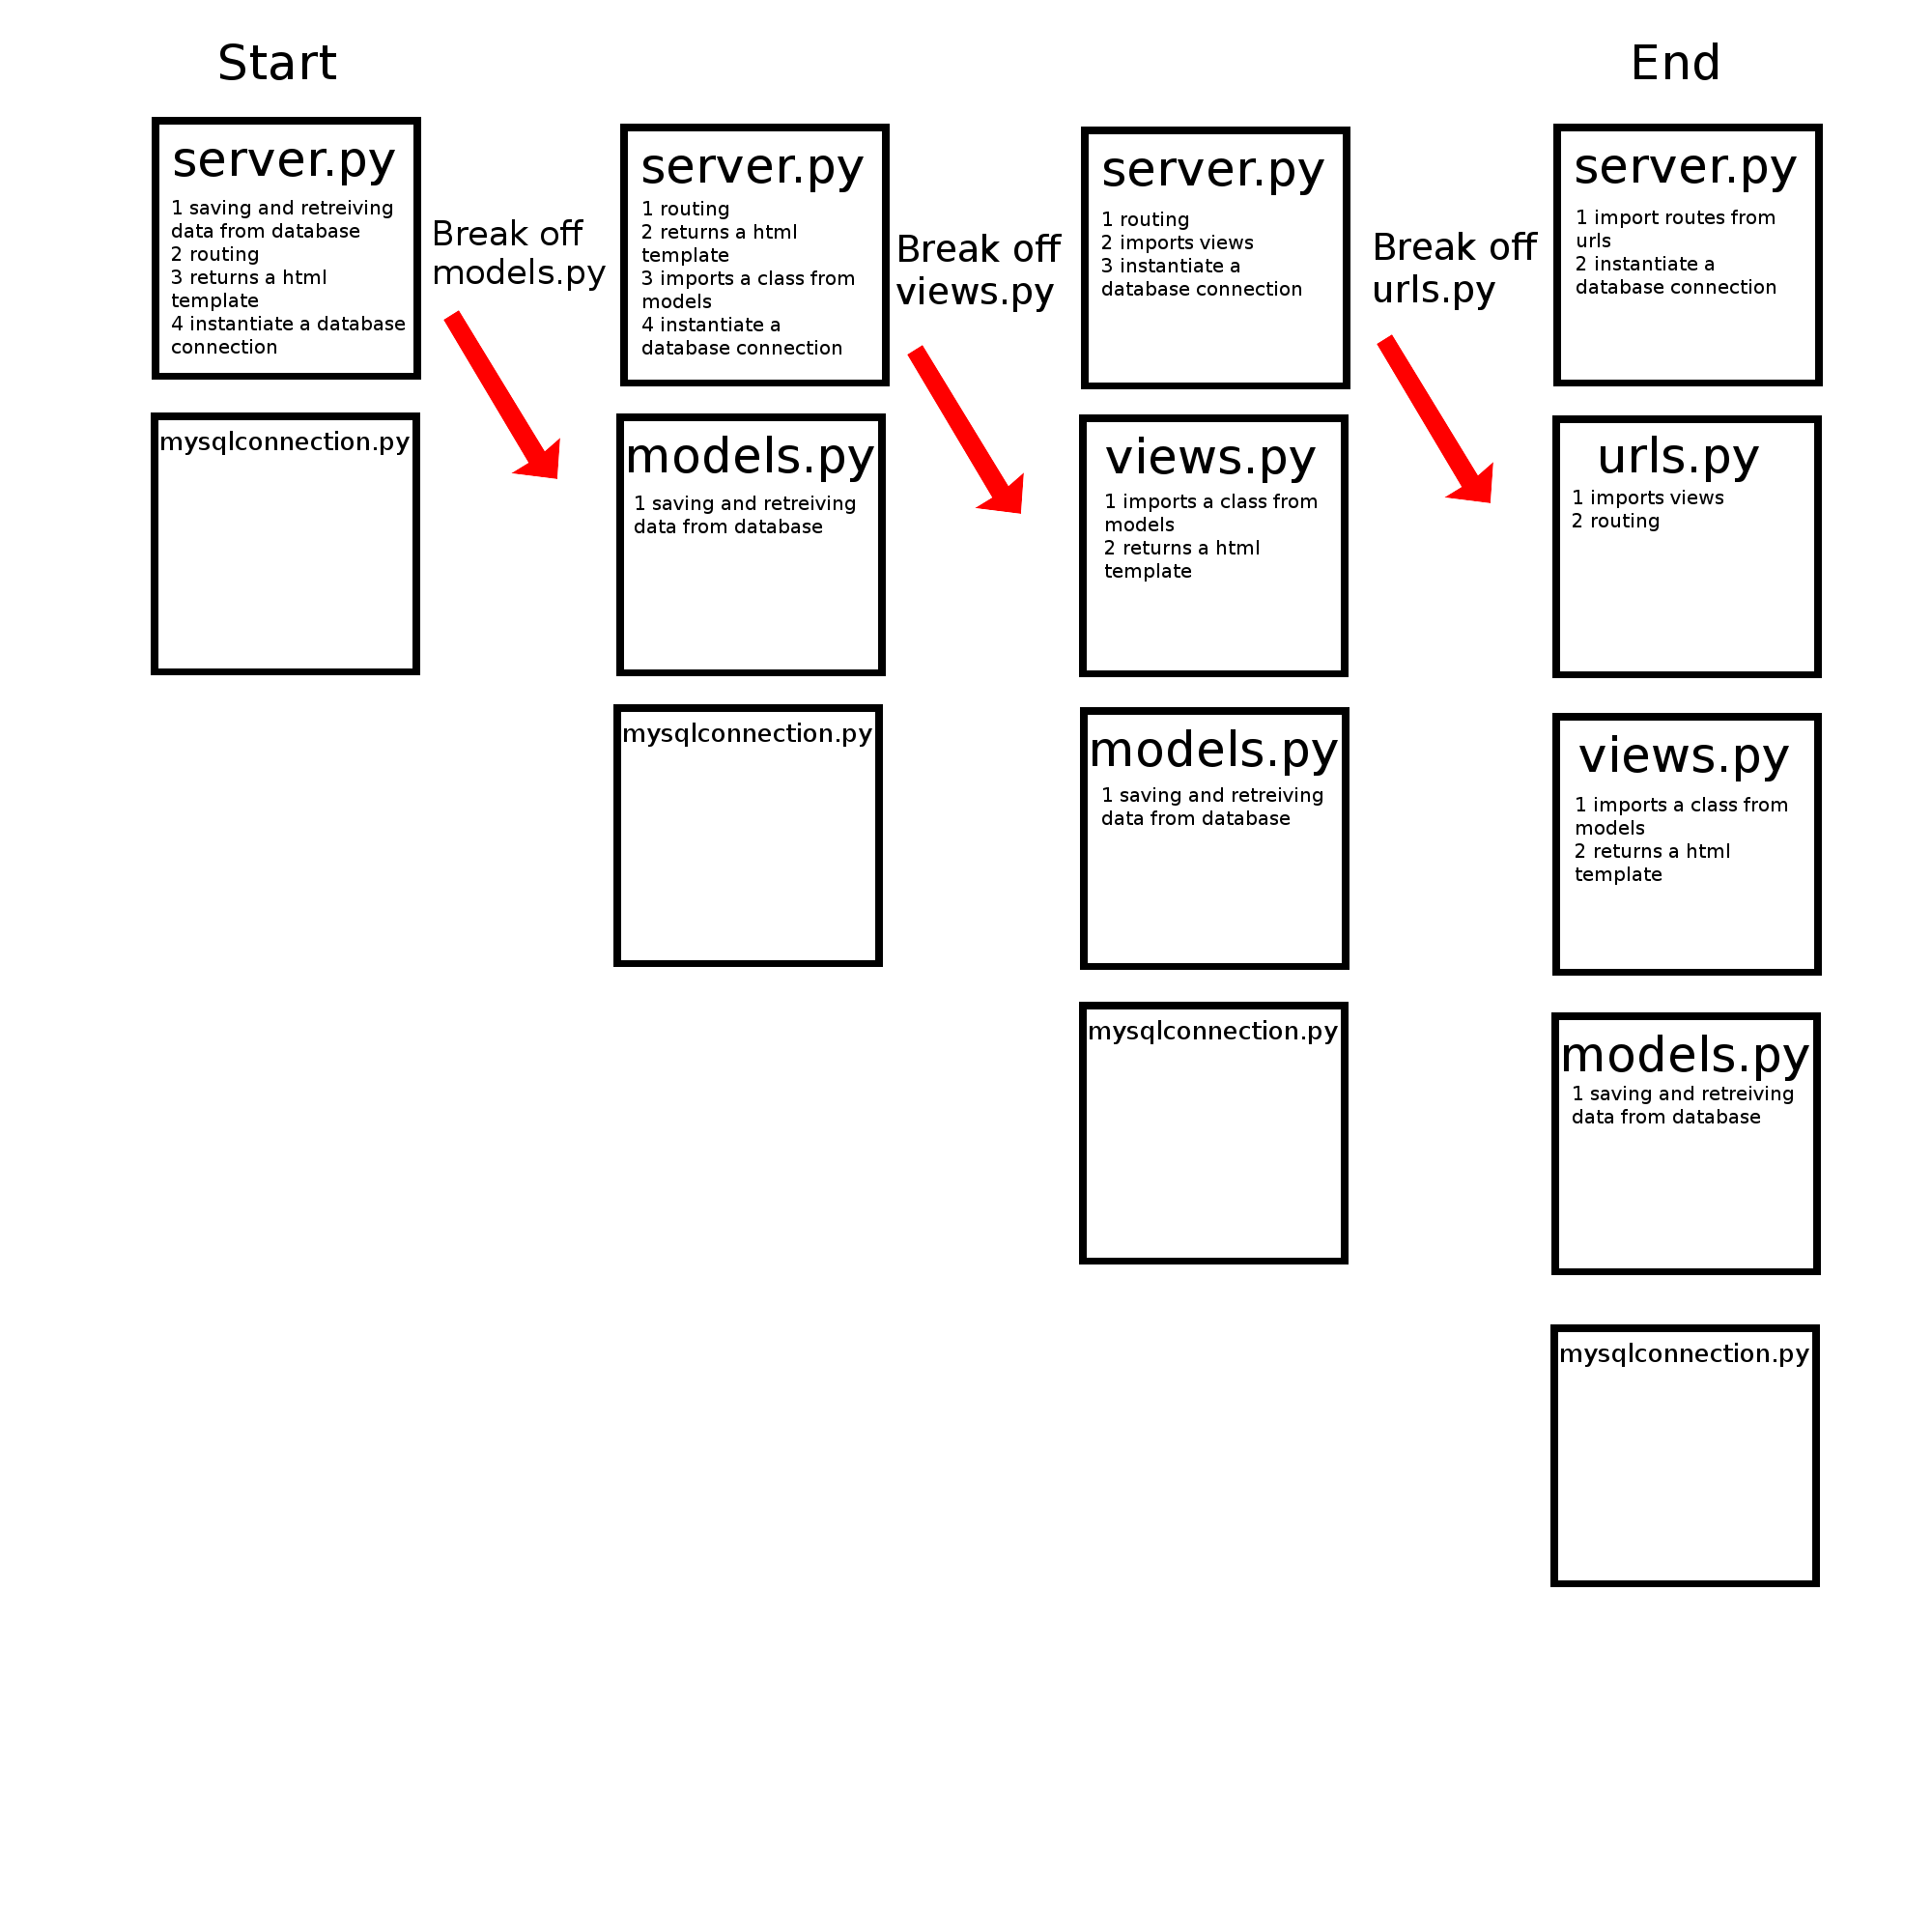 Start
End
server.py
1 saving and retreiving
data from database
2 routing
3 returns a html
template
4 instantiate a database
connection
mysqlconnection.py
Break off
models.py
server.py
1 routing
2 returns a html
template
3 imports a class from
models
4 instantiate a
database connection
models.py
1 saving and retreiving
data from database
mysqlconnection.py
Break off
views.py
server.py
1 routing
2 imports views
3 instantiate a
database connection
views.py
1 imports a class from
models
2 returns a html
template
models.py
1 saving and retreiving
data from database
mysqlconnection.py
Break off
urls.py
server.py
1 import routes from
urls
2 instantiate a
database connection
urls.py
1 imports views
2 routing
views.py
1 imports a class from
models
2 returns a html
template
models.py
1 saving and retreiving
data from database
mysqlconnection.py